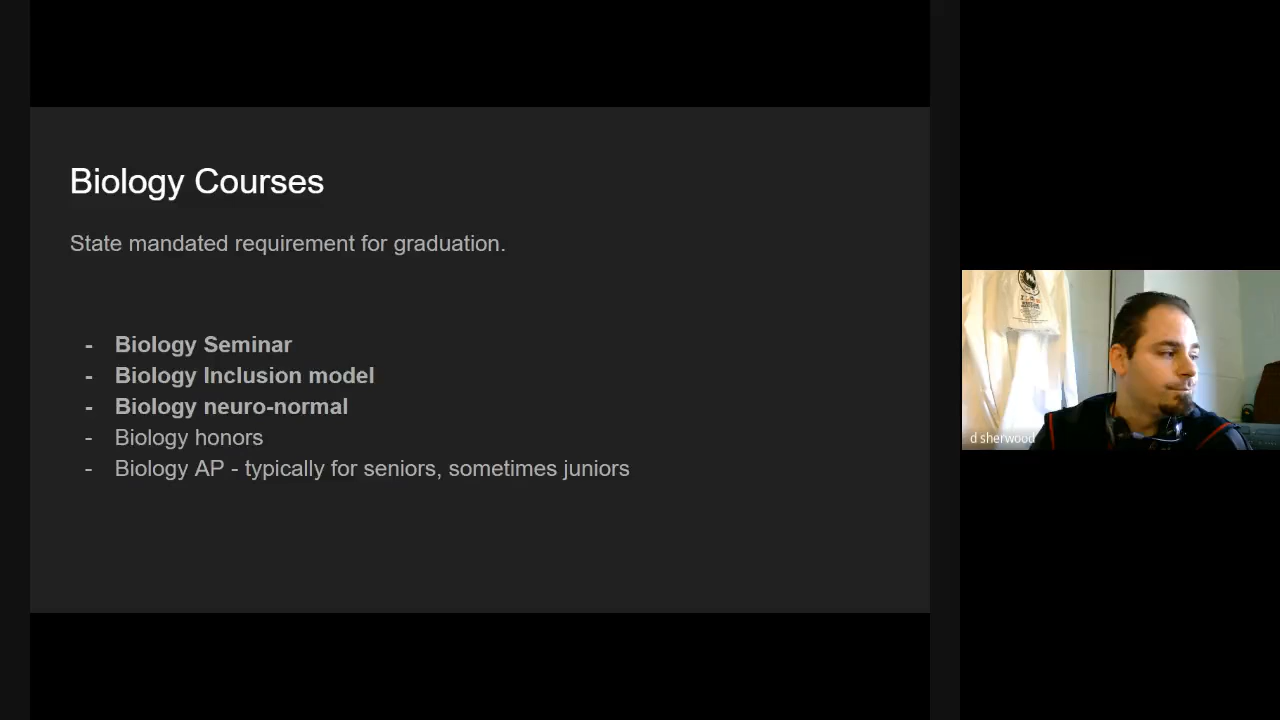 Biology Courses
State mandated requirement for graduation.
- Biology Seminar
- Biology Inclusion model
- Biology neuro-normal
- Biology honors
- Biology AP - typically for seniors, sometimes juniors
d sherwood